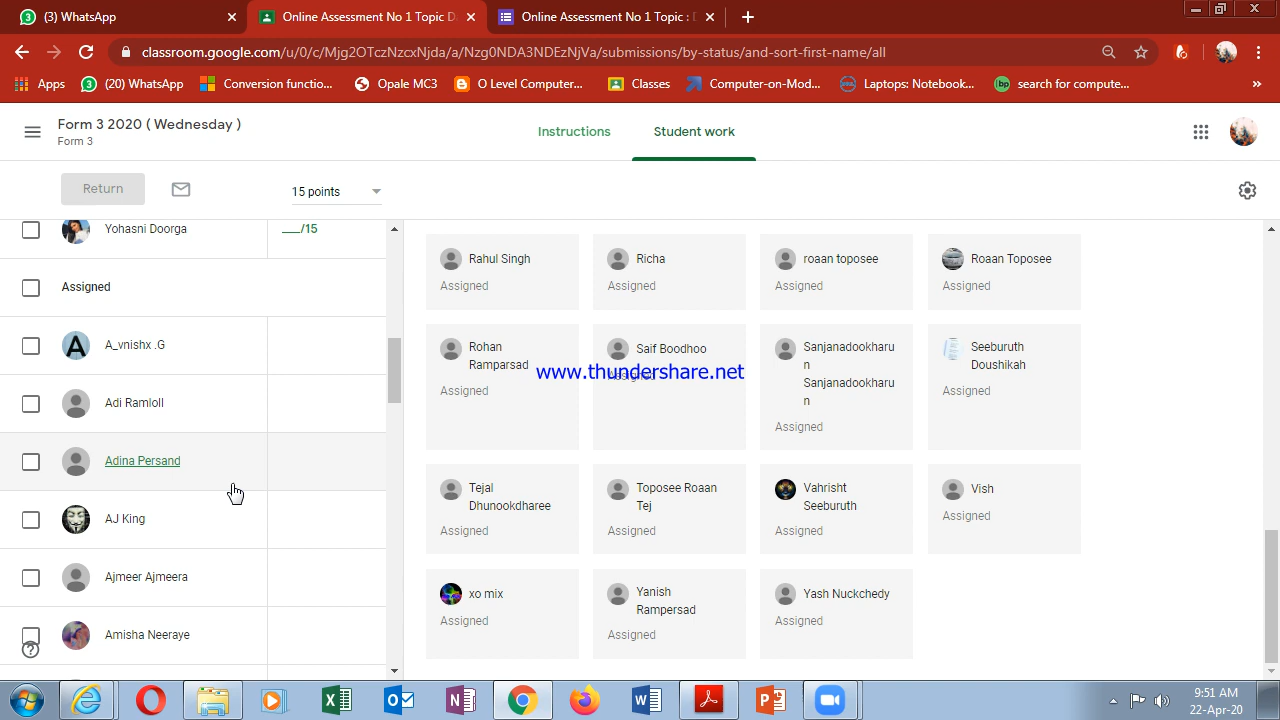 (3) WhatsApp
Online Assessment No 1 Topic D
Online Assessment No 1 Topic : D
classroom.google.com/u/0/c/Mjg2OTczNzcxNjda/a/Nzg0NDA3NDEzNjVa/submissions/by-status/and-sort-first-name/all
Apps
(20) WhatsApp
Conversion functio...
Opale MC3
O Level Computer...
Classes
Computer-on-Mod...
Laptops: Notebook...
search for compute...
Form 3 2020 ( Wednesday )
Form 3
Instructions
Student work
Return
15 points
Yohasni Doorga
___/15
Assigned
A_vnishx .G
Adi Ramloll
Adina Persand
AJ King
Ajmeer Ajmeera
Amisha Neeraye
Rahul Singh
Assigned
Richa
Assigned
roaan toposee
Assigned
Roaan Toposee
Assigned
Rohan
Ramparsad
Assigned
Saif Boodhoo
Assigned
www.thundershare.net
Sanjanadookharu
n
Sanjanadookharu
n
Assigned
Seeburuth
Doushikah
Assigned
Tejal
Dhunookdharee
Assigned
Toposee Roaan
Tej
Assigned
Vahrisht
Seeburuth
Assigned
Vish
Assigned
xo mix
Assigned
Yanish
Rampersad
Assigned
Yash Nuckchedy
Assigned
9:51 AM
22-Apr-20